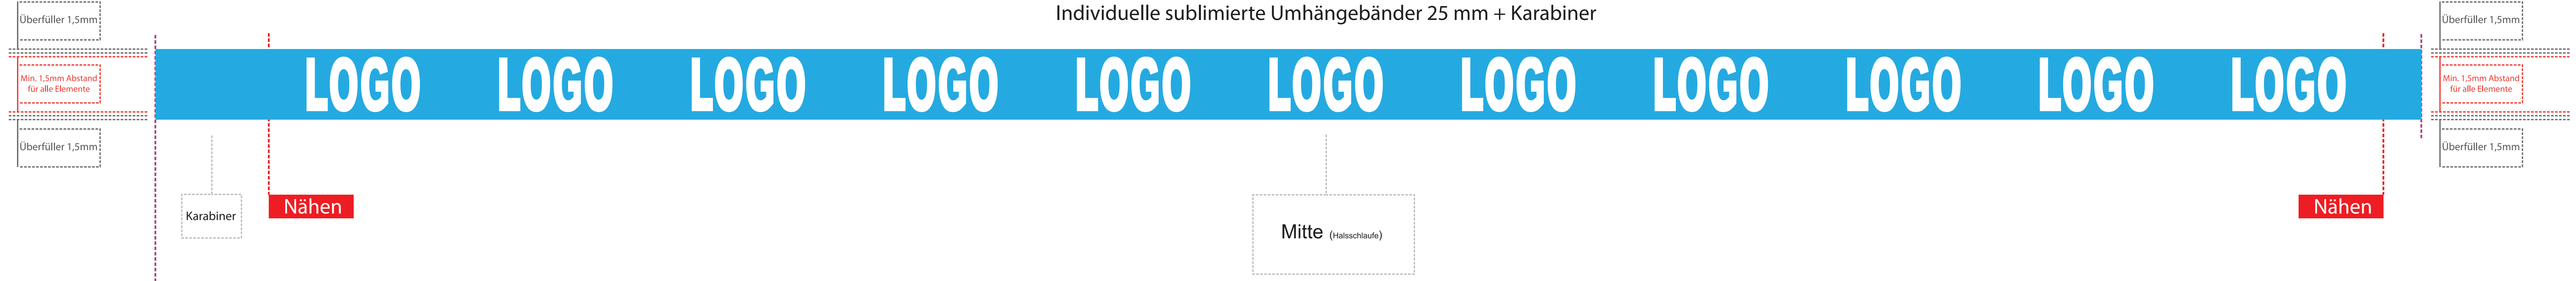 Individuelle sublimierte Umhängebänder 25 mm + Karabiner
Überfüller 1,5mm
Min. 1,5mm Abstand
für alle Elemente
Überfüller 1,5mm
LOGO LOGO LOGO LOGO LOGO LOGO LOGO LOGO LOGO LOGO LOGO
Überfüller 1,5mm
Min. 1,5mm Abstand
für alle Elemente
Überfüller 1,5mm
Karabiner
Nähen
Mitte (Halsschlaufe)
Nähen